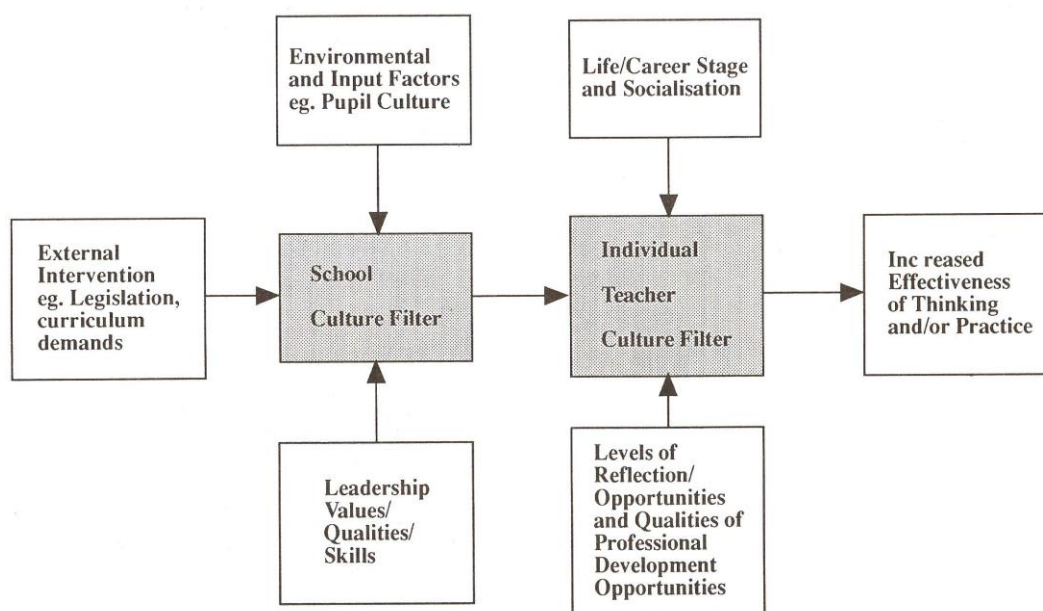 Environmental
and Input Factors
eg. Pupil Culture
Life/Career Stage
and Socialisation
External
Intervention
eg. Legislation,
curriculum
demands
School
Culture Filter
Individual
Teacher
Culture Filter
Inc reased
Effectiveness
of Thinking
and/or Practice
Leadership
Values/
Qualities/
Skills
Levels of
Reflection/
Opportunities
and Qualities of
Professional
Development
Opportunities